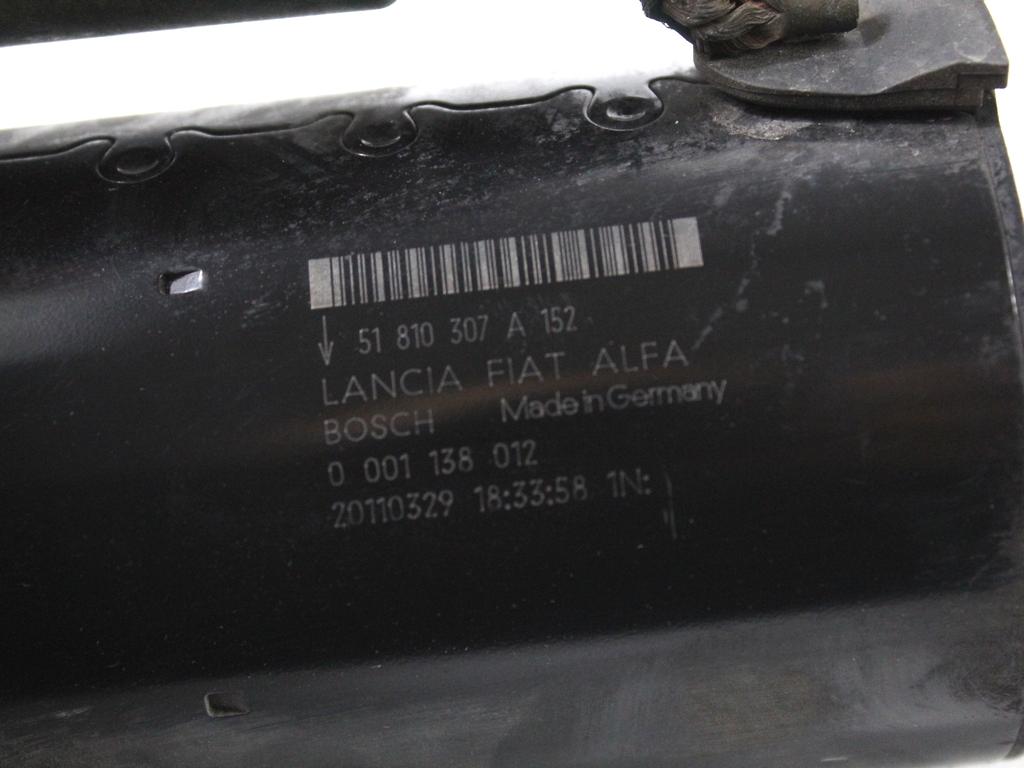 51 810 307 A 152
LANCIA FIAT ALFA
BOSCH Made in Germany
0 001 138 012
20110329 18:33:58 1N: